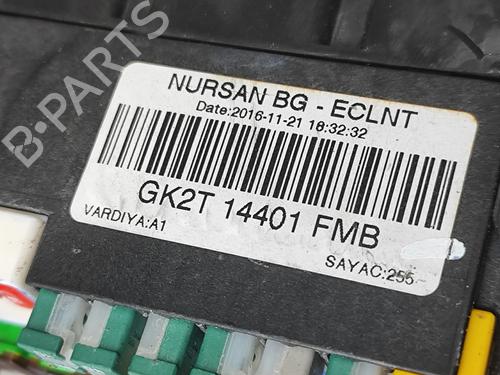 NURSAN BG - ECLNT
Date:2016-11-21 16:32:32
GK2T 14401 FMB
VARDIYA:A1
SAYAC:255
B-PARTS